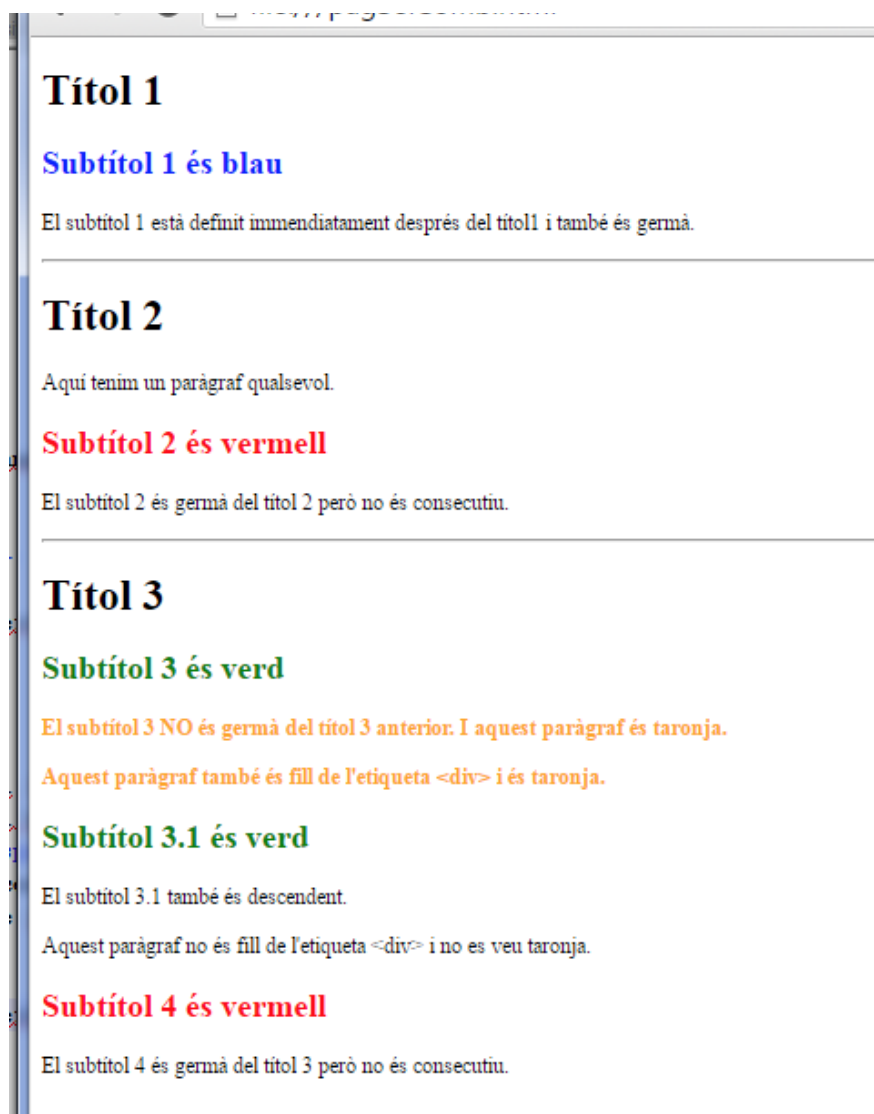 Títol 1
Subtítol 1 és blau
El subtítol 1 està definit immendiatament després del títol1 i també és germà.
Títol 2
Aquí tenim un paràgraf qualsevol.
Subtítol 2 és vermell
El subtítol 2 és germà del títol 2 però no és consecutiu.
Títol 3
Subtítol 3 és verd
El subtítol 3 NO és germà del títol 3 anterior. I aquest paràgraf és taronja.
Aquest paràgraf també és fill de l'etiqueta <div> i és taronja.
Subtítol 3.1 és verd
El subtítol 3.1 també és descendent.
Aquest paràgraf no és fill de l'etiqueta <div> i no es veu taronja.
Subtítol 4 és vermell
El subtítol 4 és germà del títol 3 però no és consecutiu.